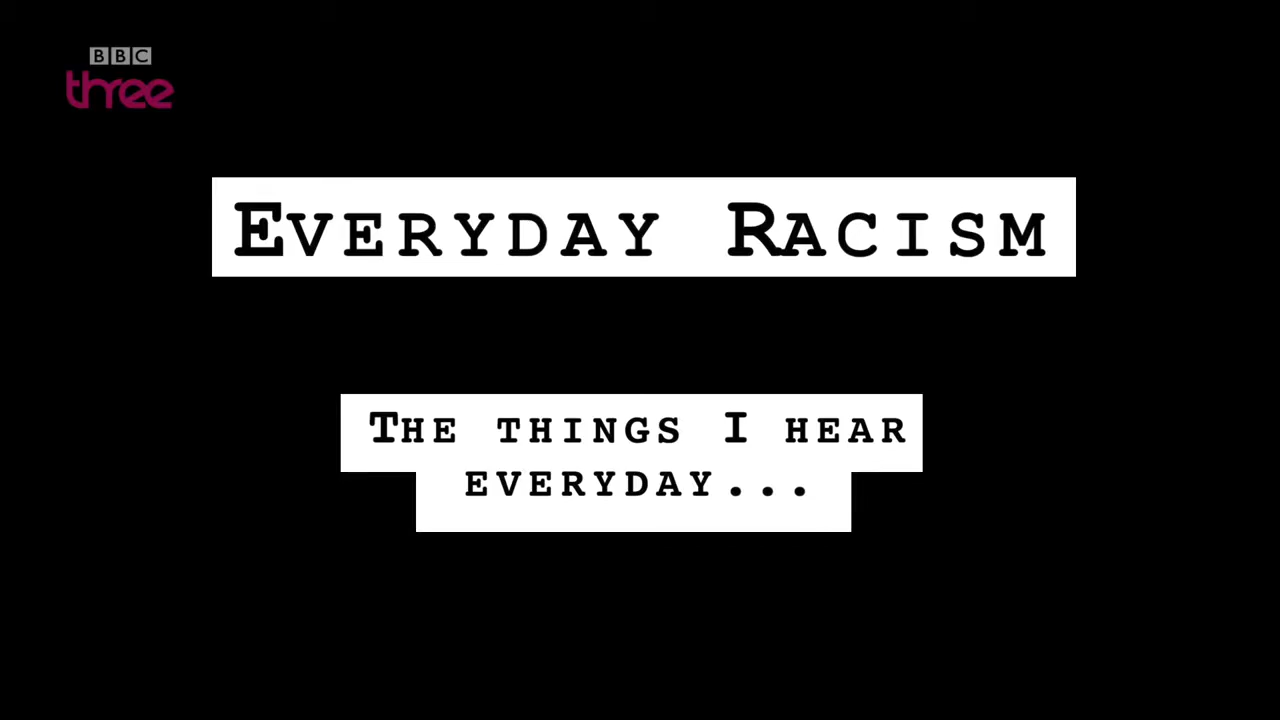 BBC
three
EVERYDAY RACISM
THE THINGS I HEAR
EVERYDAY...